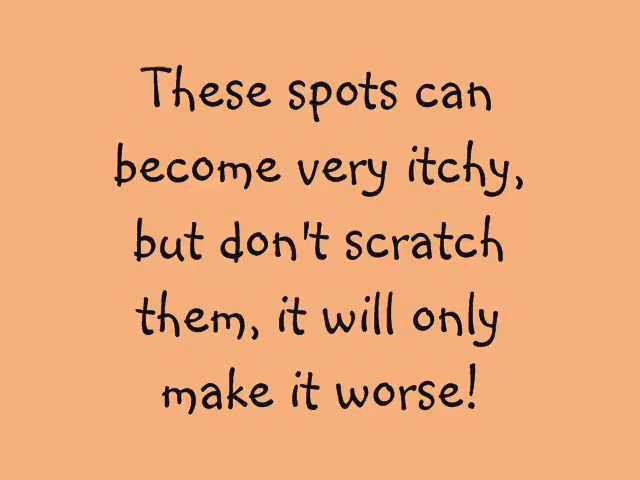 These spots can
become very itchy,
but don't scratch
them, it will only
make it worse!